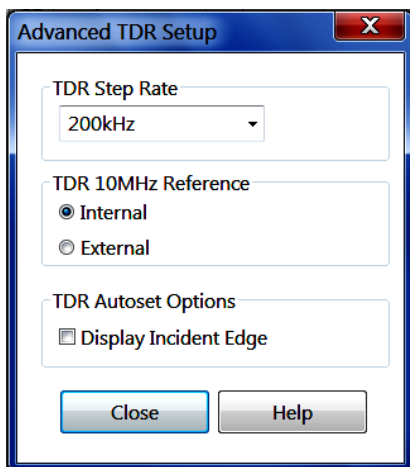 Advanced TDR Setup
X
TDR Step Rate
200kHz
TDR 10MHz Reference
Internal
External
TDR Autoset Options
Display Incident Edge
Close
Help